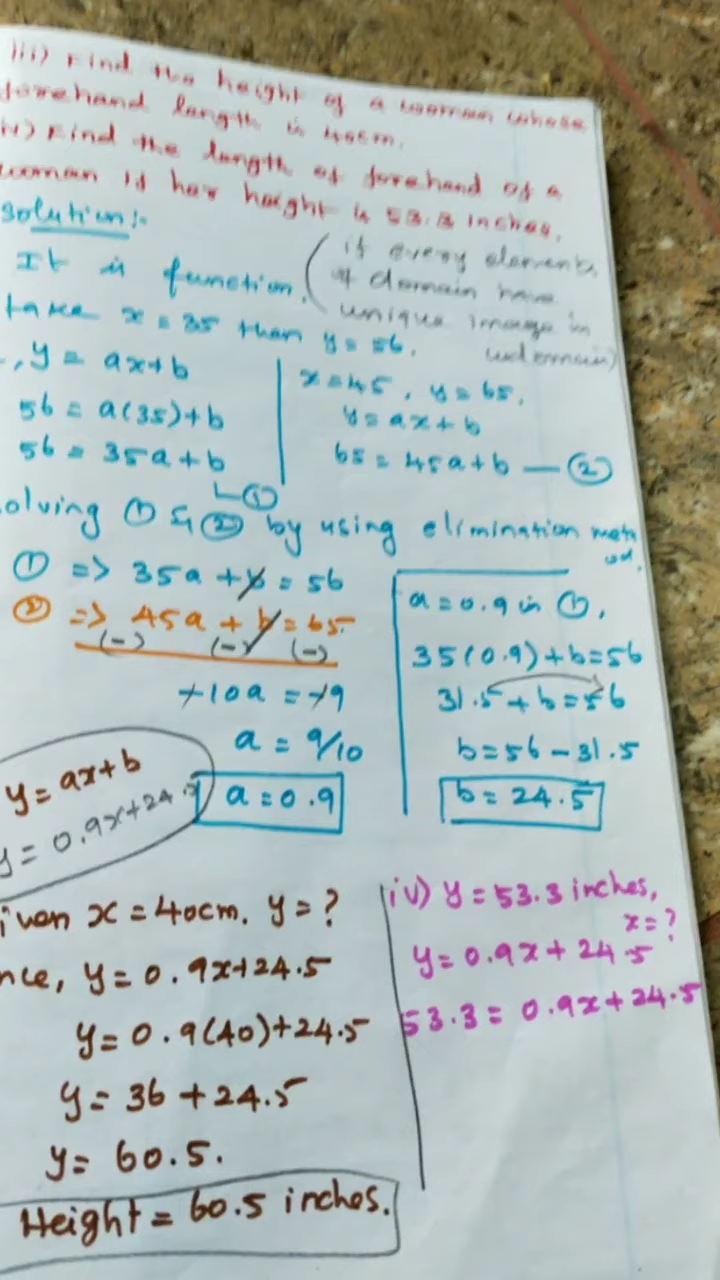 iii) Find the height of a woman whose
forehand length is 40cm.
iv) Find the length of forehand of a
woman if her height is 53.3 inches.
solution:-
It is function. (if every elements
of domain have
unique image in
codomain)
take x = 35 then y = 56.
y = ax+b
56 = a(35)+b
56 = 35a+b
①
x=45, y=65.
y=ax+b
65=45a+b — ②
olving ① & ② by using elimination meth
od.
① => 35a + b = 56
② => 45a + b = 65
(-) (-) (-)
+10a = +9
a = 9/10
a = 0.9
a=0.9 in ①,
35(0.9)+b=56
31.5+b=56
b=56-31.5
b= 24.5
y=ax+b
y= 0.9x+24.5
iven x = 40cm. y=?
nce, y=0.9x+24.5
y=0.9(40)+24.5
y= 36 + 24.5
y= 60.5.
Height = 60.5 inches.
iv) y=53.3 inches,
x=?
y=0.9x+24.5
53.3= 0.9x+24.5